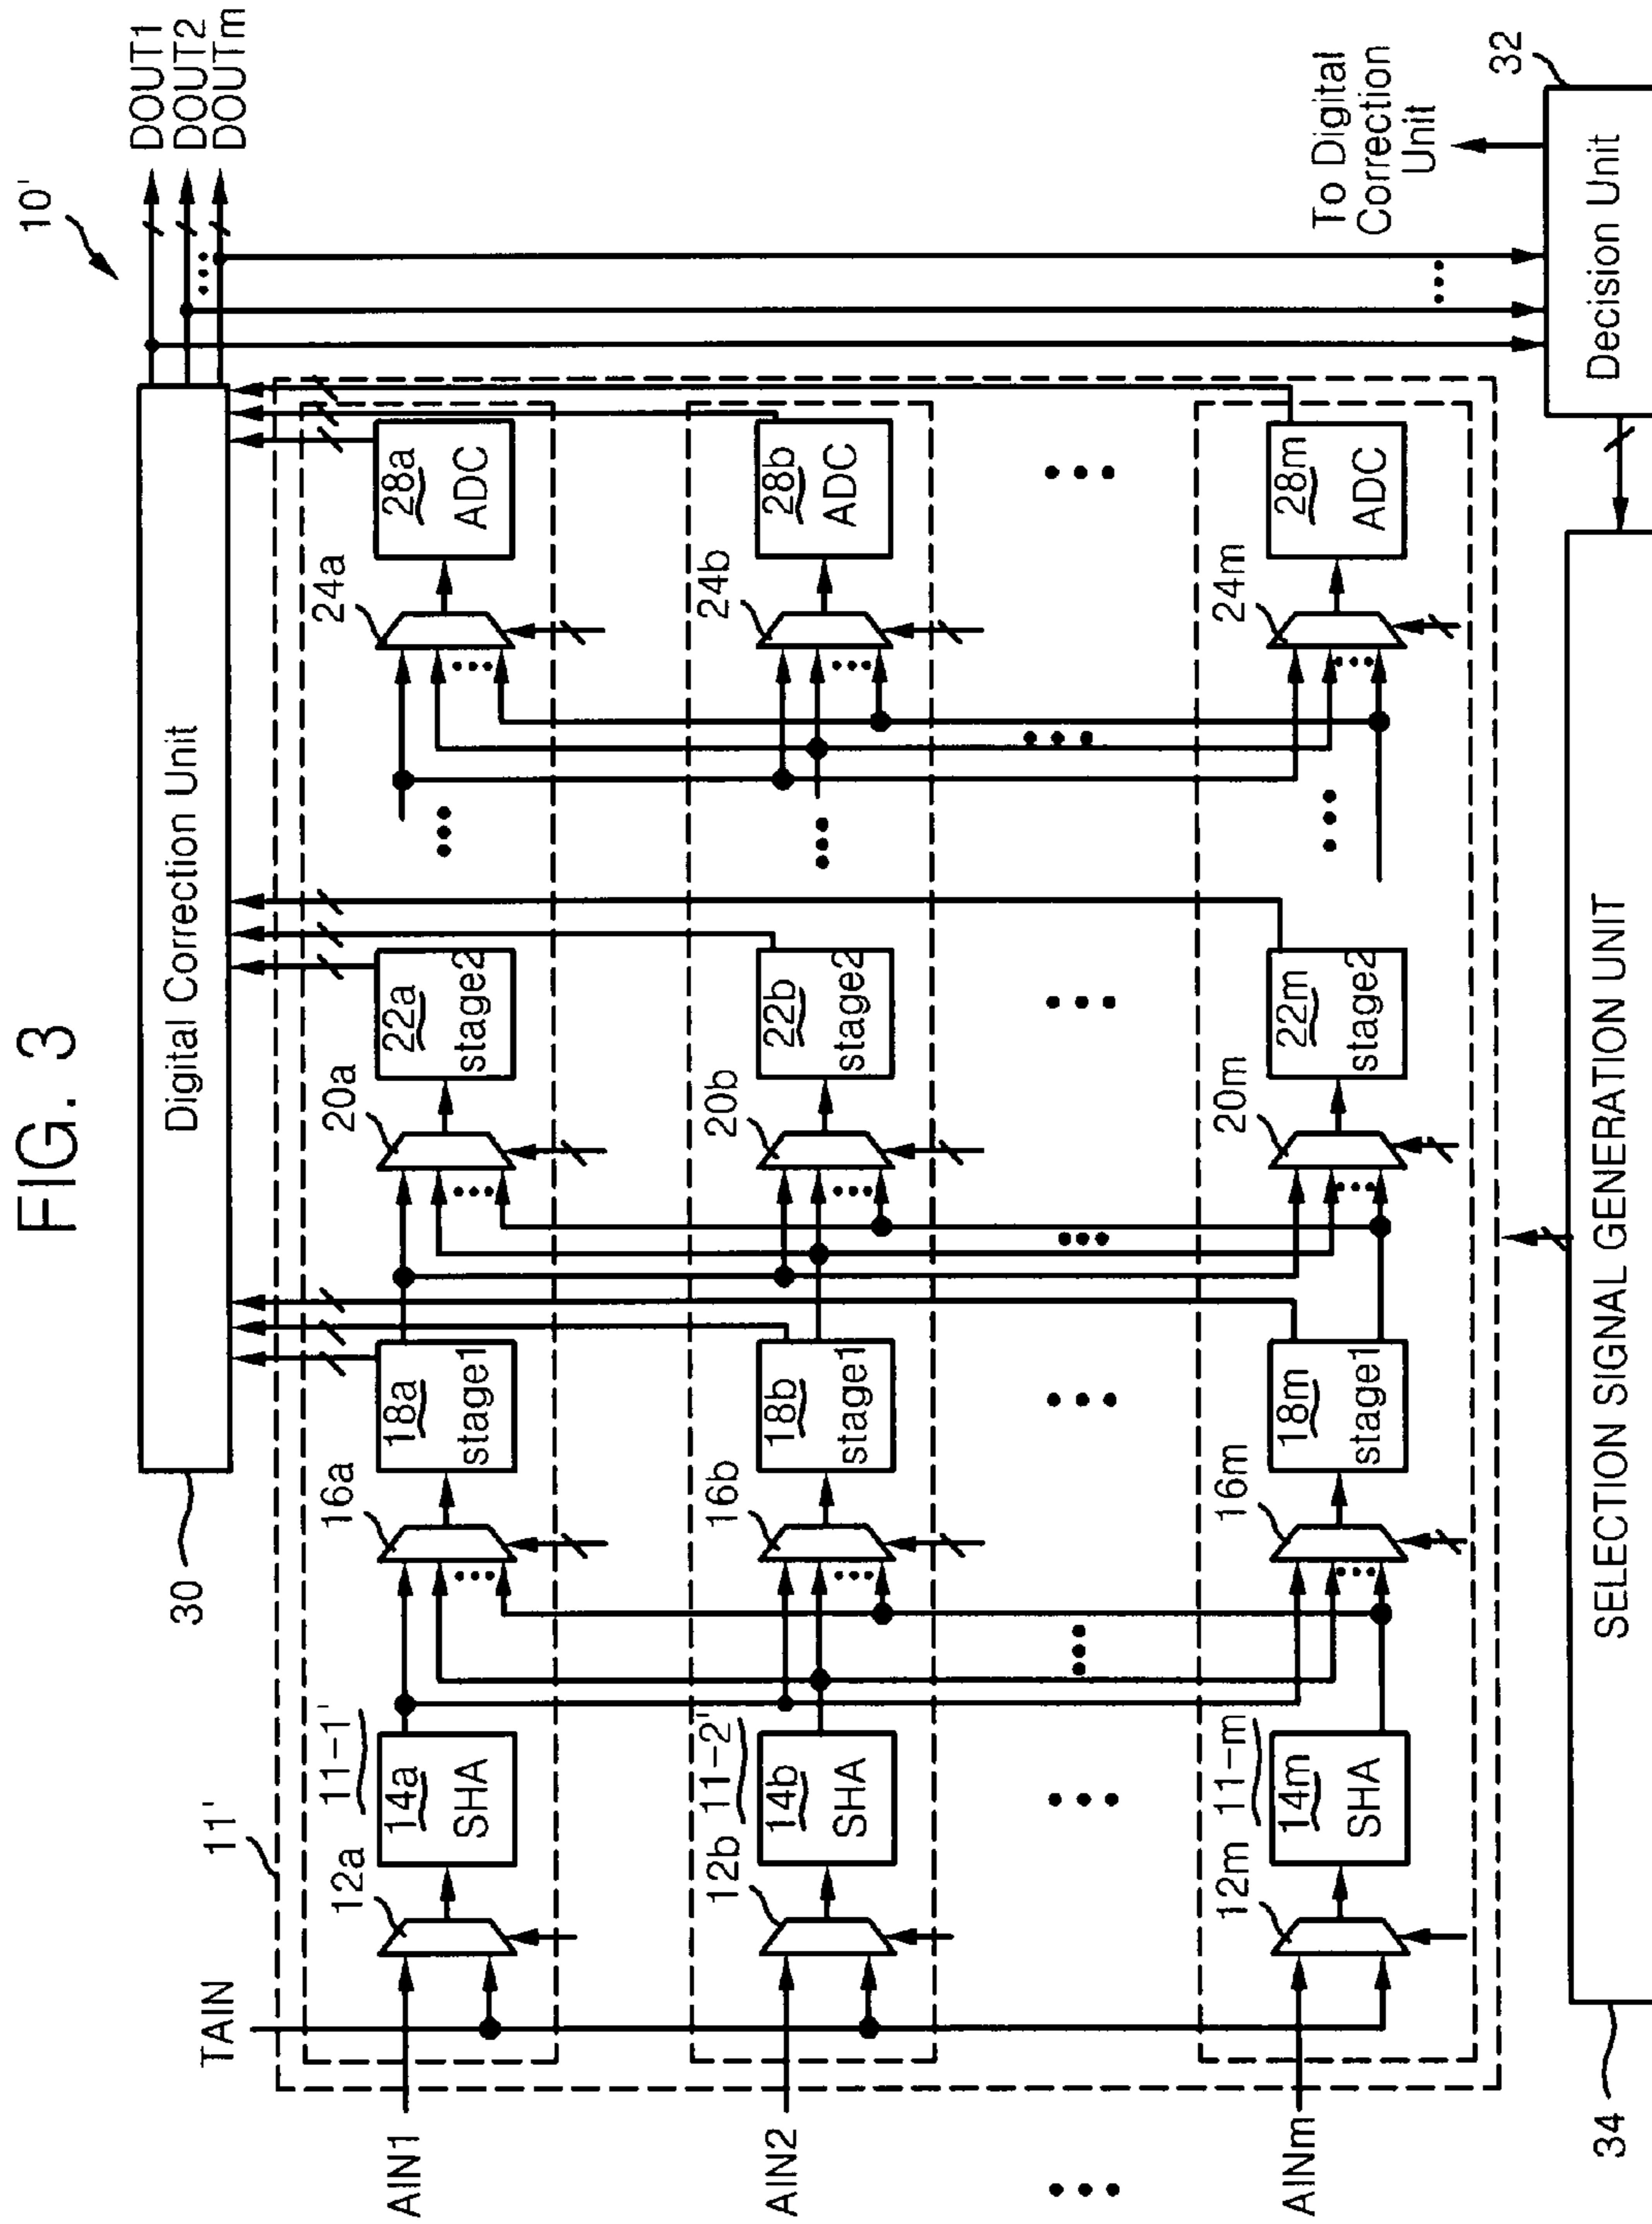 FIG. 3
10'
DOUT1
DOUT2
DOUTm
30
Digital Correction Unit
11'
TAIN
AIN1
12a
14a
SHA
11-1'
16a
18a
stage1
20a
22a
stage2
24a
28a
ADC
AIN2
12b
14b
SHA
11-2'
16b
18b
stage1
20b
22b
stage2
24b
28b
ADC
AINm
12m
14m
SHA
11-m'
16m
18m
stage1
20m
22m
stage2
24m
28m
ADC
To Digital
Correction
Unit
32
Decision Unit
34
SELECTION SIGNAL GENERATION UNIT